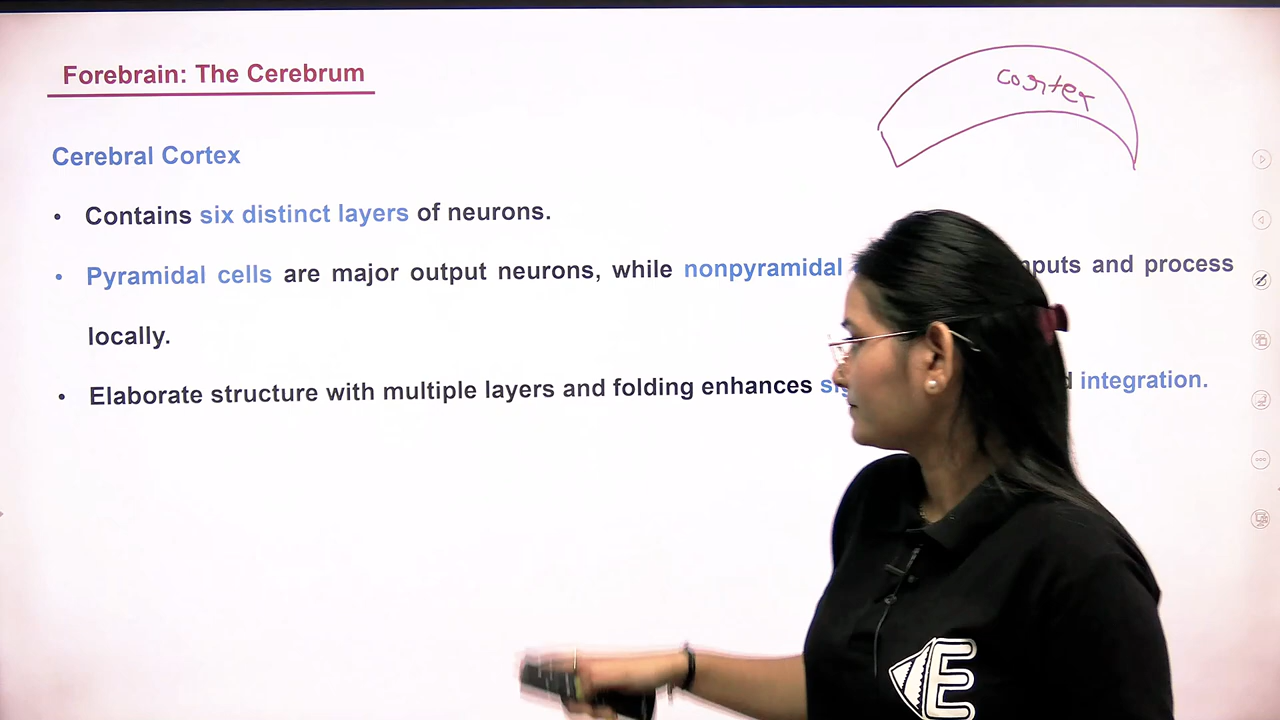 Forebrain: The Cerebrum
cortex
Cerebral Cortex
• Contains six distinct layers of neurons.
• Pyramidal cells are major output neurons, while nonpyramidal and process
locally.
• Elaborate structure with multiple layers and folding enhances integration.
E